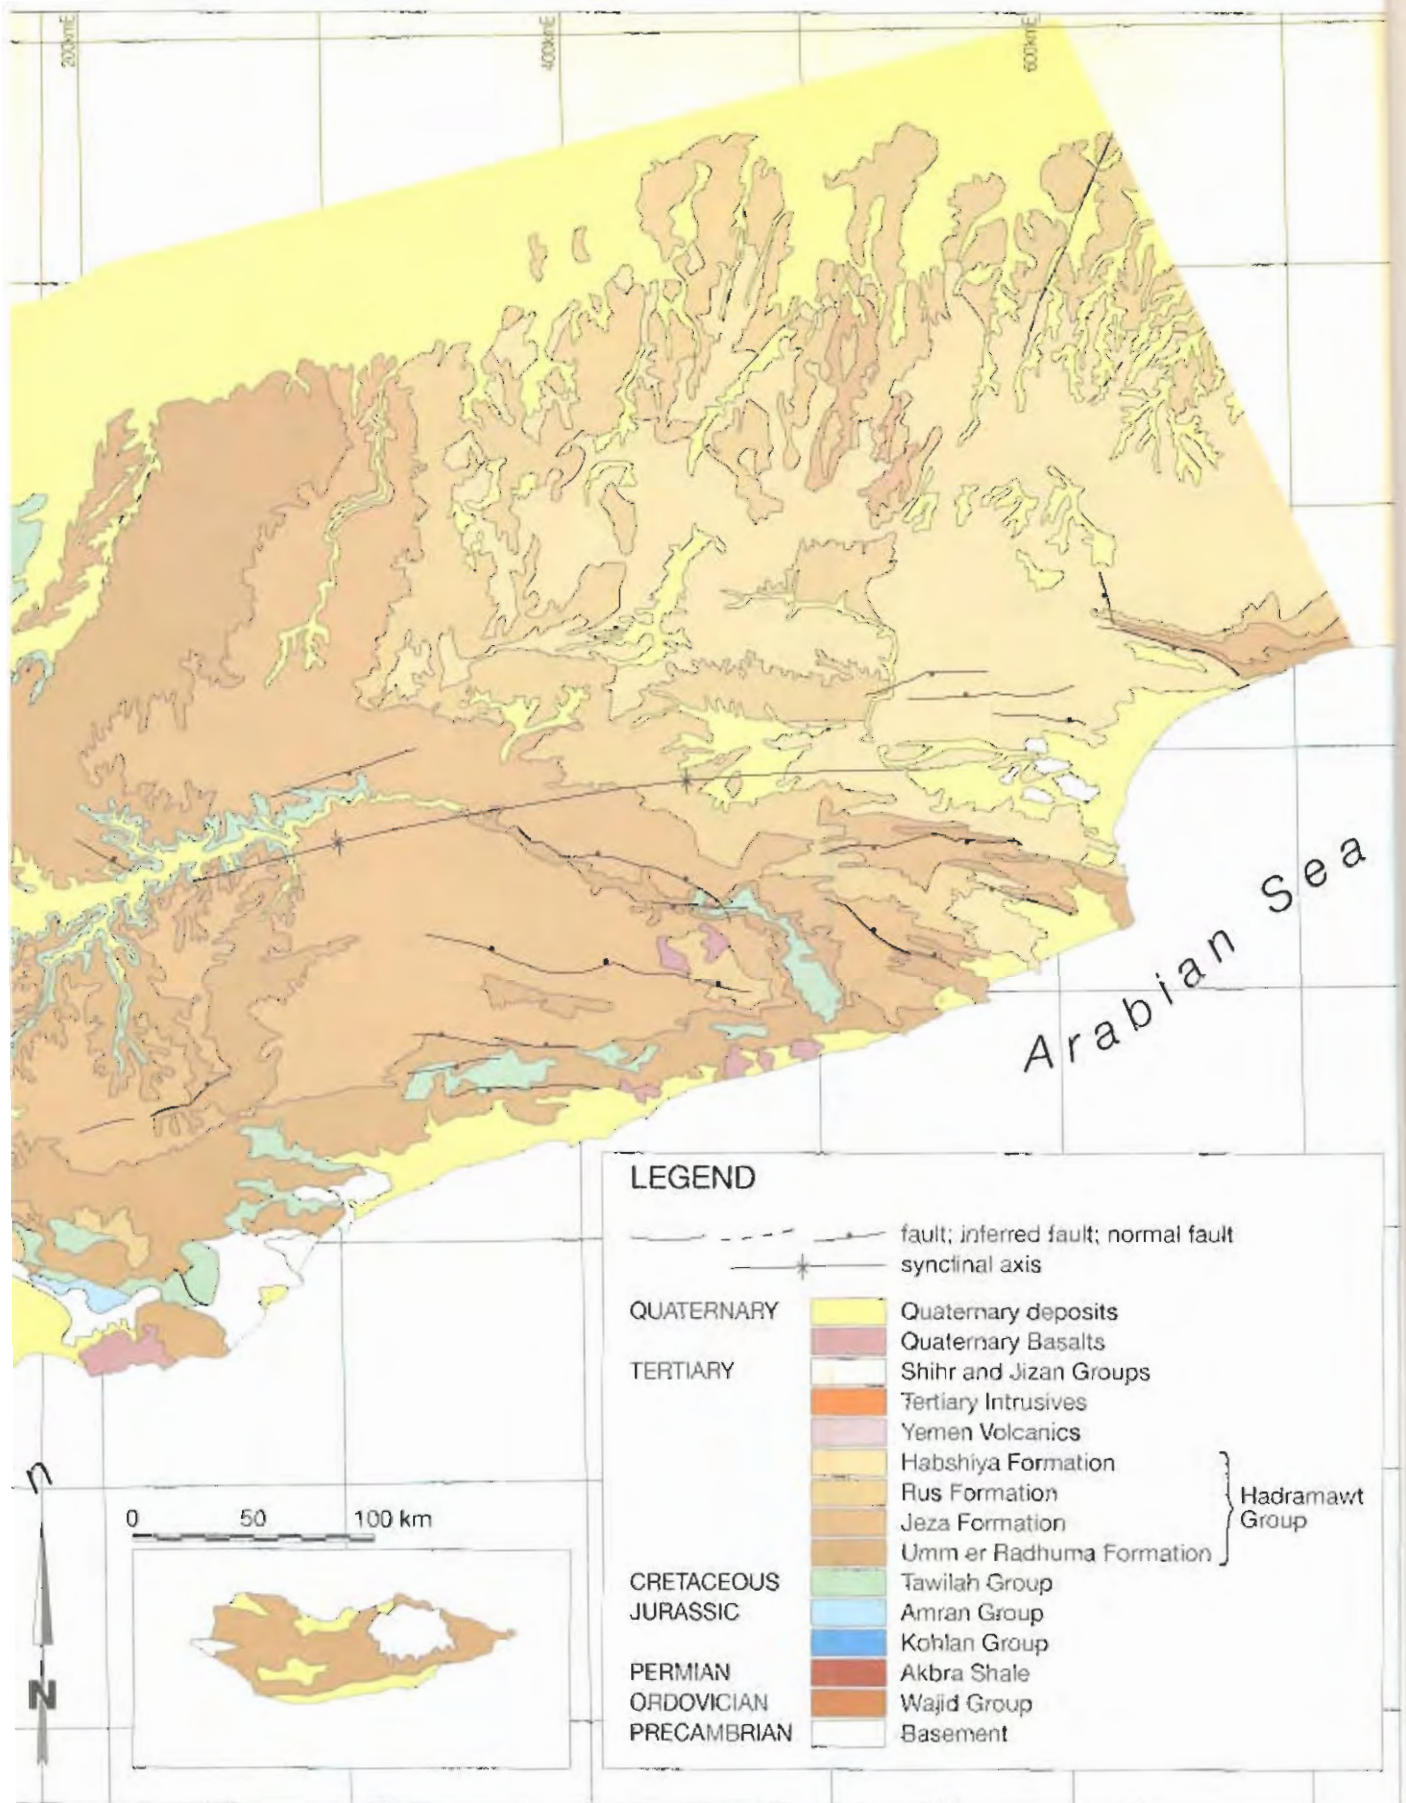 200kmE
400kmE
600kmE
Arabian Sea
LEGEND
fault; inferred fault; normal fault
synclinal axis
QUATERNARY Quaternary deposits
Quaternary Basalts
TERTIARY Shihr and Jizan Groups
Tertiary Intrusives
Yemen Volcanics
Habshiya Formation
Rus Formation
Jeza Formation
Umm er Radhuma Formation
Hadramawt
Group
CRETACEOUS Tawilah Group
JURASSIC Amran Group
Kohlan Group
PERMIAN Akbra Shale
ORDOVICIAN Wajid Group
PRECAMBRIAN Basement
n
0 50 100 km
N